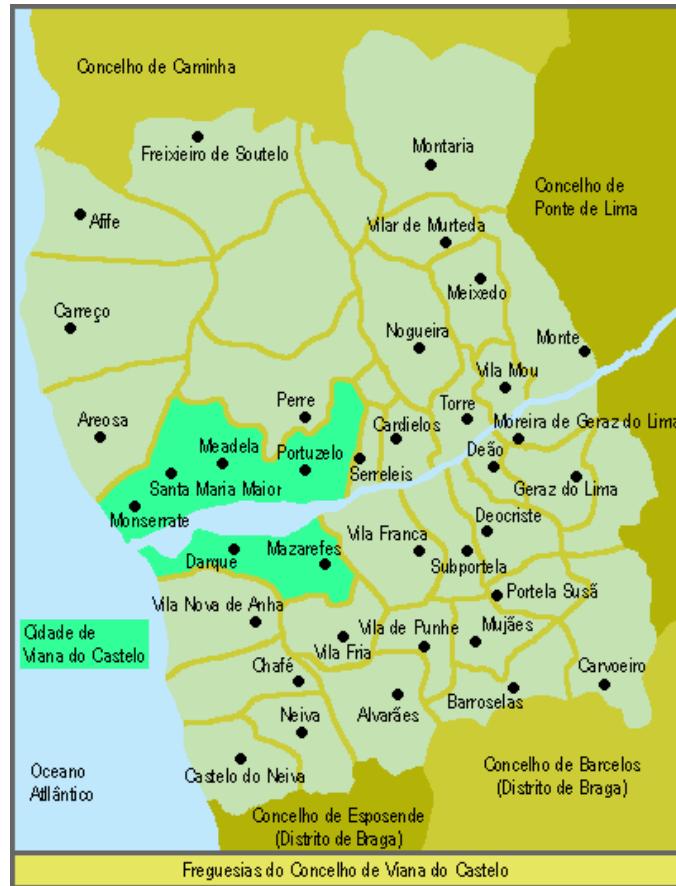 Concelho de Caminha
Freixieiro de Soutelo
Montaria
Concelho de
Ponte de Lima
Afife
Vilar de Murteda
Meixedo
Carreço
Nogueira
Monte
Vila Mou
Perre
Torre
Areosa
Cardielos
Moreira de Geraz do Lima
Meadela
Portuzelo
Serreleis
Deão
Santa Maria Maior
Geraz do Lima
Monserrate
Deocriste
Vila Franca
Darque
Mazarefes
Subportela
Portela Susã
Vila Nova de Anha
Cidade de
Viana do Castelo
Vila Fria
Vila de Punhe
Mujães
Chafé
Carvoeiro
Neiva
Alvarães
Barroselas
Castelo do Neiva
Oceano
Atllântico
Concelho de Barcelos
(Distrito de Braga)
Concelho de Esposende
(Distrito de Braga)
Freguesias do Concelho de Viana do Castelo